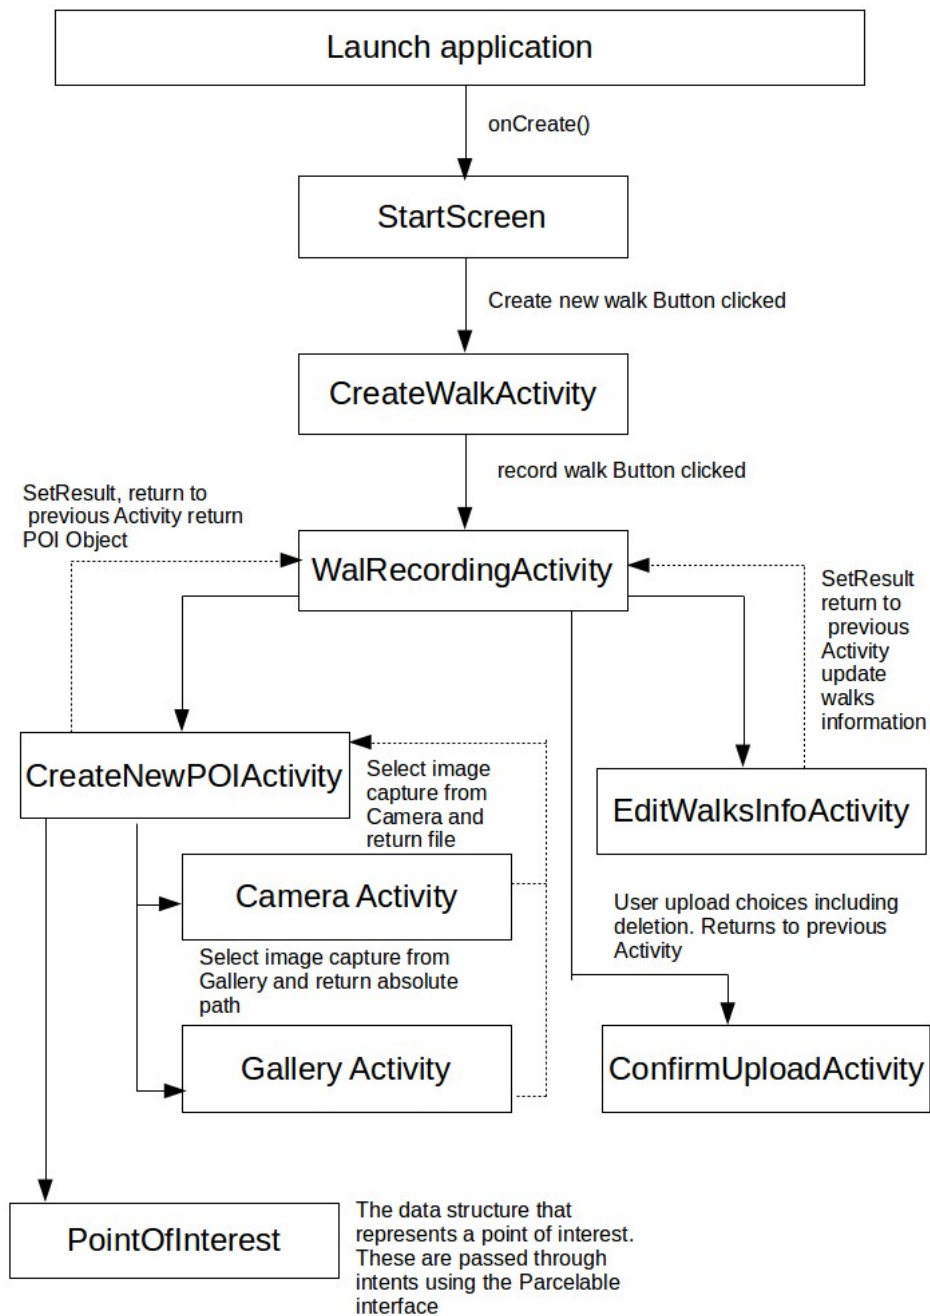 Launch application
onCreate()
StartScreen
Create new walk Button clicked
CreateWalkActivity
record walk Button clicked
SetResult, return to
previous Activity return
POI Object
WalRecordingActivity
SetResult
return to
previous
Activity
update
walks
information
CreateNewPOIActivity
Select image
capture from
Camera and
return file
EditWalksInfoActivity
Camera Activity
User upload choices including
deletion. Returns to previous
Activity
Select image capture from
Gallery and return absolute
path
Gallery Activity
ConfirmUploadActivity
PointOfInterest
The data structure that
represents a point of interest.
These are passed through
intents using the Parcelable
interface